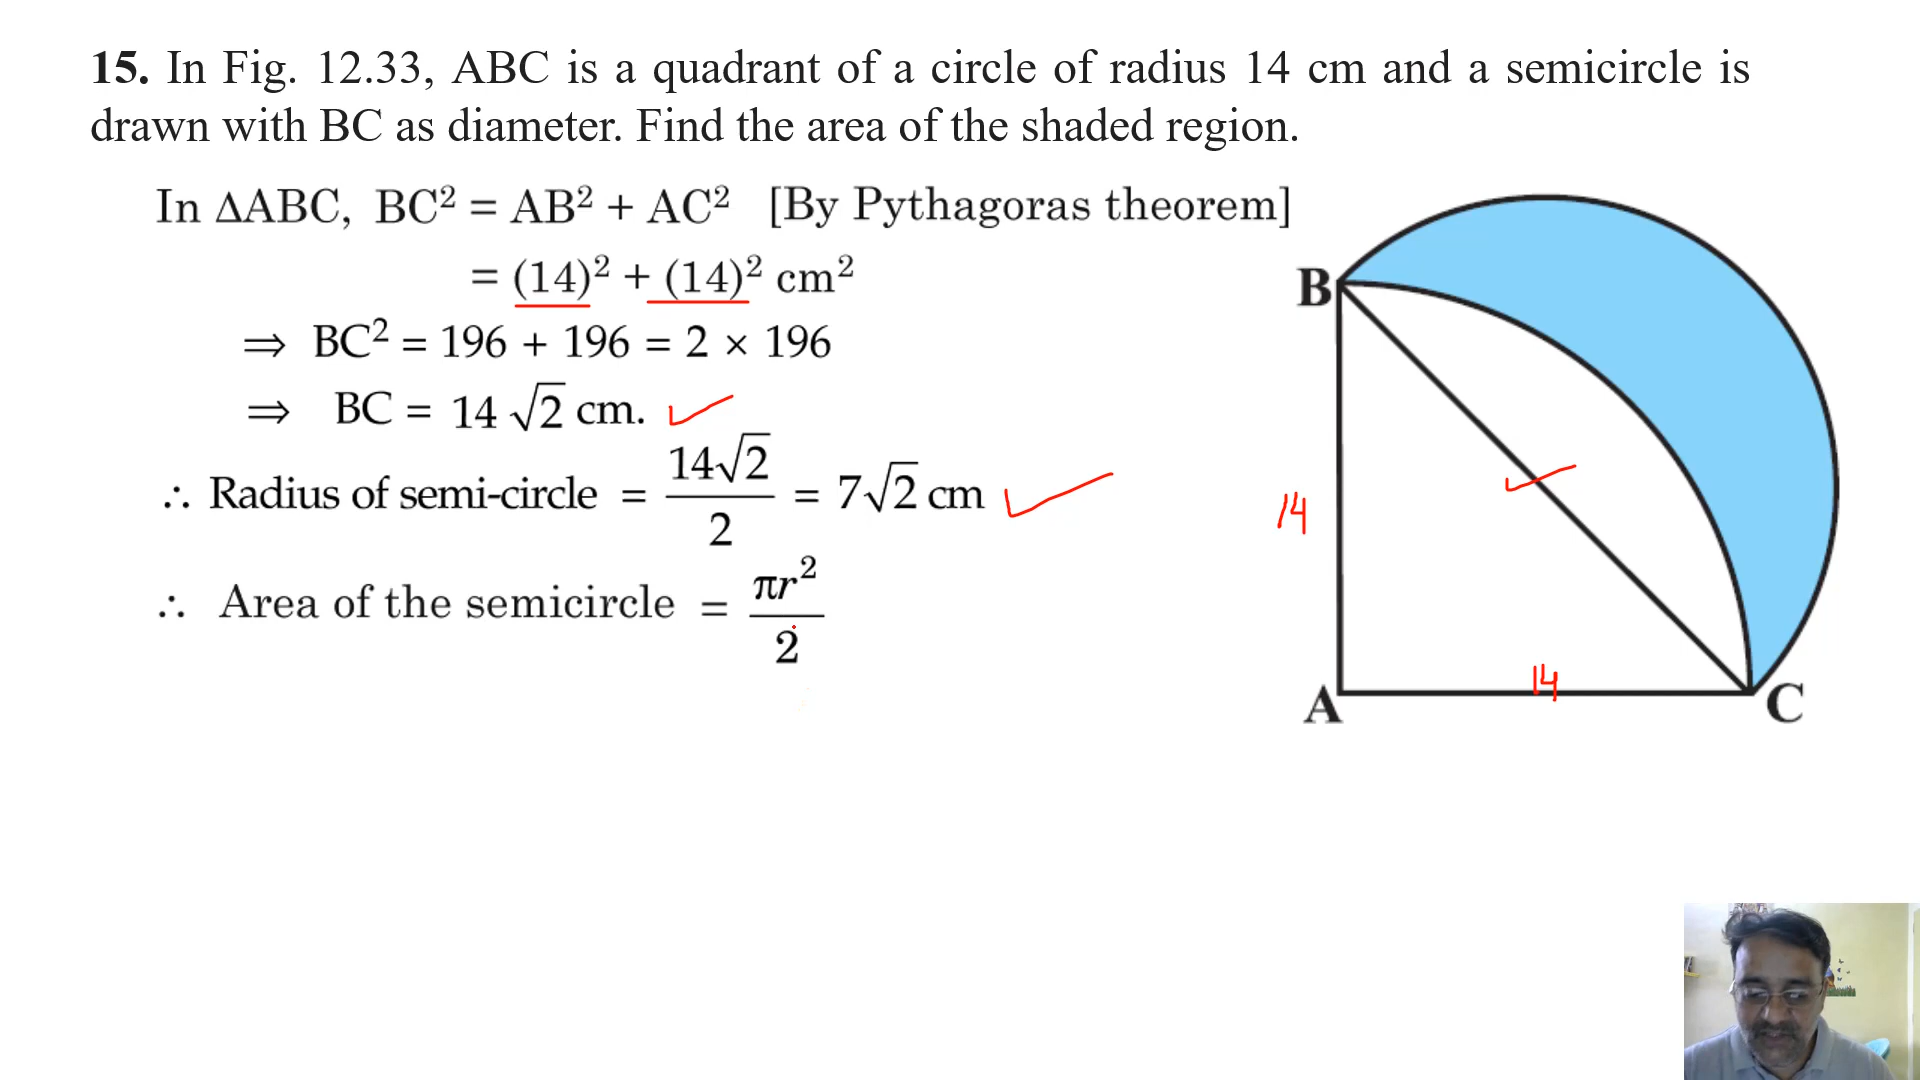 15. In Fig. 12.33, ABC is a quadrant of a circle of radius 14 cm and a semicircle is
drawn with BC as diameter. Find the area of the shaded region.
In ΔABC, BC² = AB² + AC² [By Pythagoras theorem]
= (14)² + (14)² cm²
⇒ BC² = 196 + 196 = 2 × 196
⇒ BC = 14 √2 cm.
∴ Radius of semi-circle = 14√2/2 = 7√2 cm
∴ Area of the semicircle = πr²/2
B
14
A
14
C